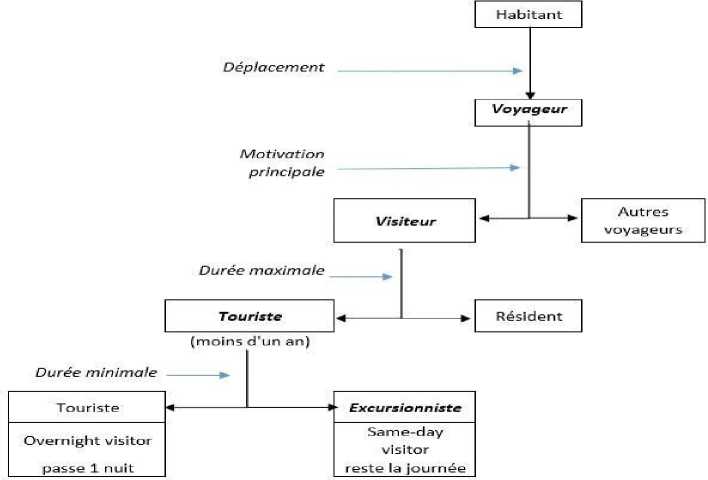 Habitant
Déplacement
Voyageur
Motivation
principale
Visiteur
Autres
voyageurs
Durée maximale
Touriste
(moins d'un an)
Résident
Durée minimale
Touriste
Overnight visitor
passe 1 nuit
Excursionniste
Same-day
visitor
reste la journée